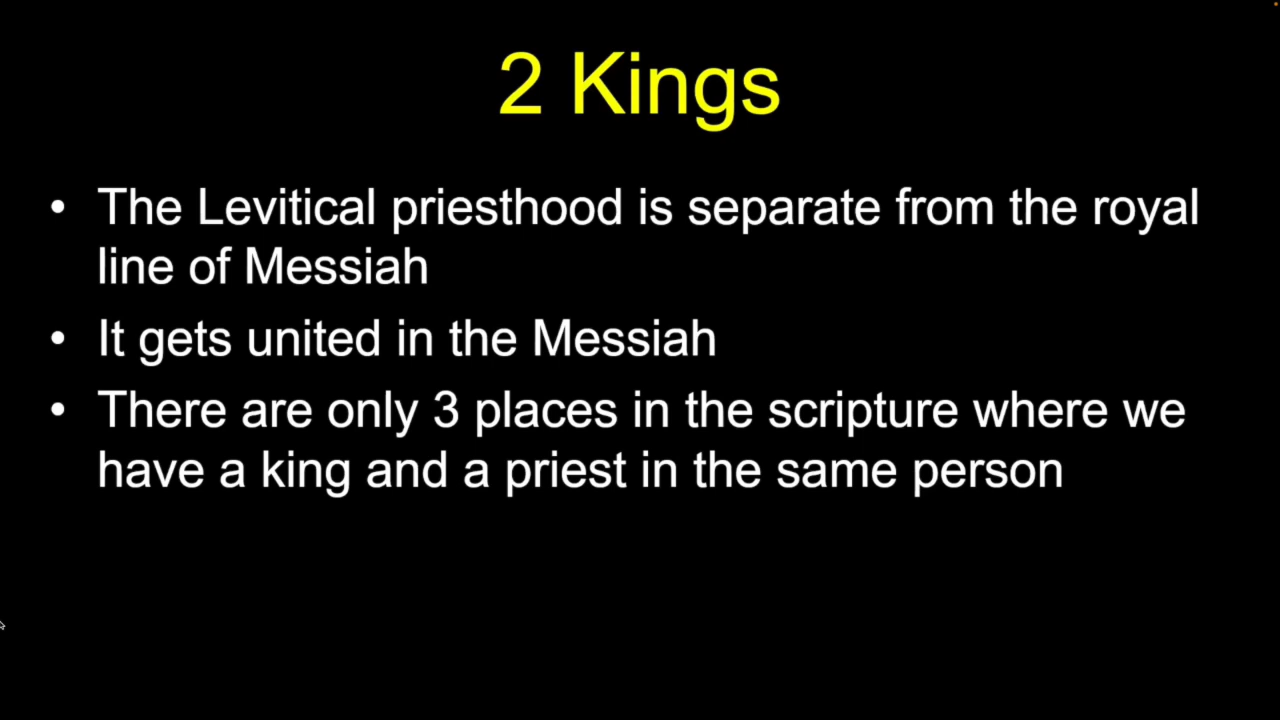 2 Kings
• The Levitical priesthood is separate from the royal
line of Messiah
• It gets united in the Messiah
• There are only 3 places in the scripture where we
have a king and a priest in the same person